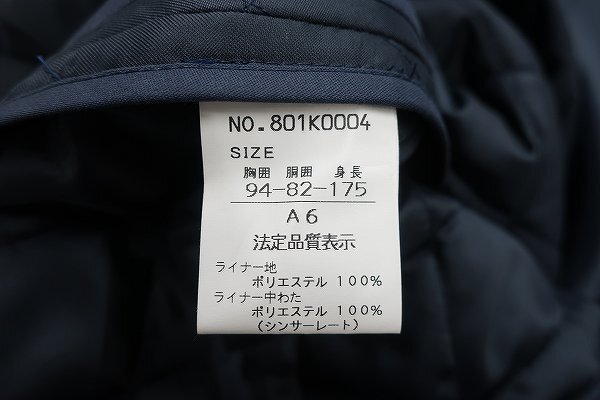 NO.801K0004
SIZE
胸囲 胴囲 身長
94-82-175
A6
法定品質表示
ライナー地
ポリエステル 100%
ライナー中わた
ポリエステル 100%
(シンサーレート)